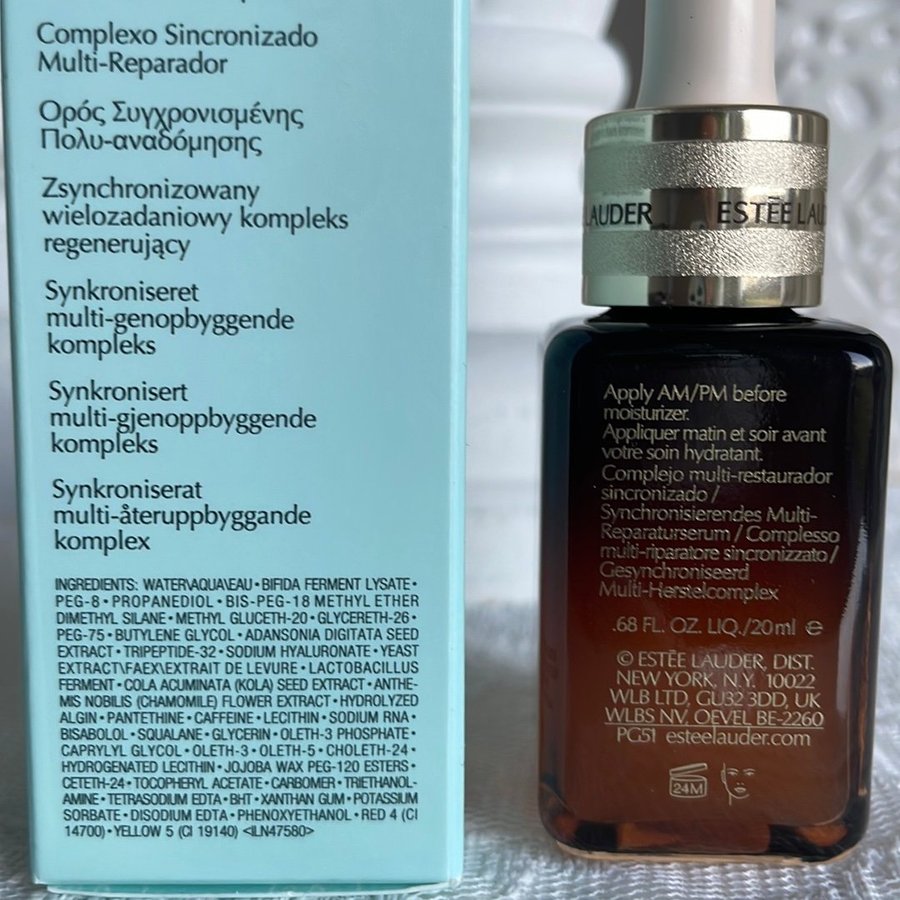 Complexo Sincronizado
Multi-Reparador
Ορός Συγχρονισμένης
Πολυ-αναδόμησης
Zsynchronizowany
wielozadaniowy kompleks
regenerujący
Synkroniseret
multi-genopbyggende
kompleks
Synkronisert
multi-gjenoppbyggende
kompleks
Synkroniserat
multi-återuppbyggande
komplex
INGREDIENTS: WATER\AQUA\EAU • BIFIDA FERMENT LYSATE •
PEG-8 • PROPANEDIOL • BIS-PEG-18 METHYL ETHER
DIMETHYL SILANE • METHYL GLUCETH-20 • GLYCERETH-26 •
PEG-75 • BUTYLENE GLYCOL • ADANSONIA DIGITATA SEED
EXTRACT • TRIPEPTIDE-32 • SODIUM HYALURONATE • YEAST
EXTRACT\FAEX\EXTRAIT DE LEVURE • LACTOBACILLUS
FERMENT • COLA ACUMINATA (KOLA) SEED EXTRACT • ANTHE-
MIS NOBILIS (CHAMOMILE) FLOWER EXTRACT • HYDROLYZED
ALGIN • PANTETHINE • CAFFEINE • LECITHIN • SODIUM RNA •
BISABOLOL • SQUALANE • GLYCERIN • OLETH-3 PHOSPHATE •
CAPRYLYL GLYCOL • OLETH-3 • OLETH-5 • CHOLETH-24 •
HYDROGENATED LECITHIN • JOJOBA WAX PEG-120 ESTERS •
CETETH-24 • TOCOPHERYL ACETATE • CARBOMER • TRIETHANOL-
AMINE • TETRASODIUM EDTA • BHT • XANTHAN GUM • POTASSIUM
SORBATE • DISODIUM EDTA • PHENOXYETHANOL • RED 4 (CI
14700) • YELLOW 5 (CI 19140) <ILN47580>
LAUDER ESTĒE LAU
Apply AM/PM before
moisturizer.
Appliquer matin et soir avant
votre soin hydratant.
Complejo multi-restaurador
sincronizado /
Synchronisierendes Multi-
Reparaturserum / Complesso
multi-riparatore sincronizzato /
Gesynchroniseerd
Multi-Herstelcomplex
.68 FL. OZ. LIQ./20ml ℮
© ESTĒE LAUDER, DIST.
NEW YORK, N.Y. 10022
WLB LTD, GU32 3DD, UK
WLBS NV, OEVEL BE-2260
PG51 esteelauder.com
24M